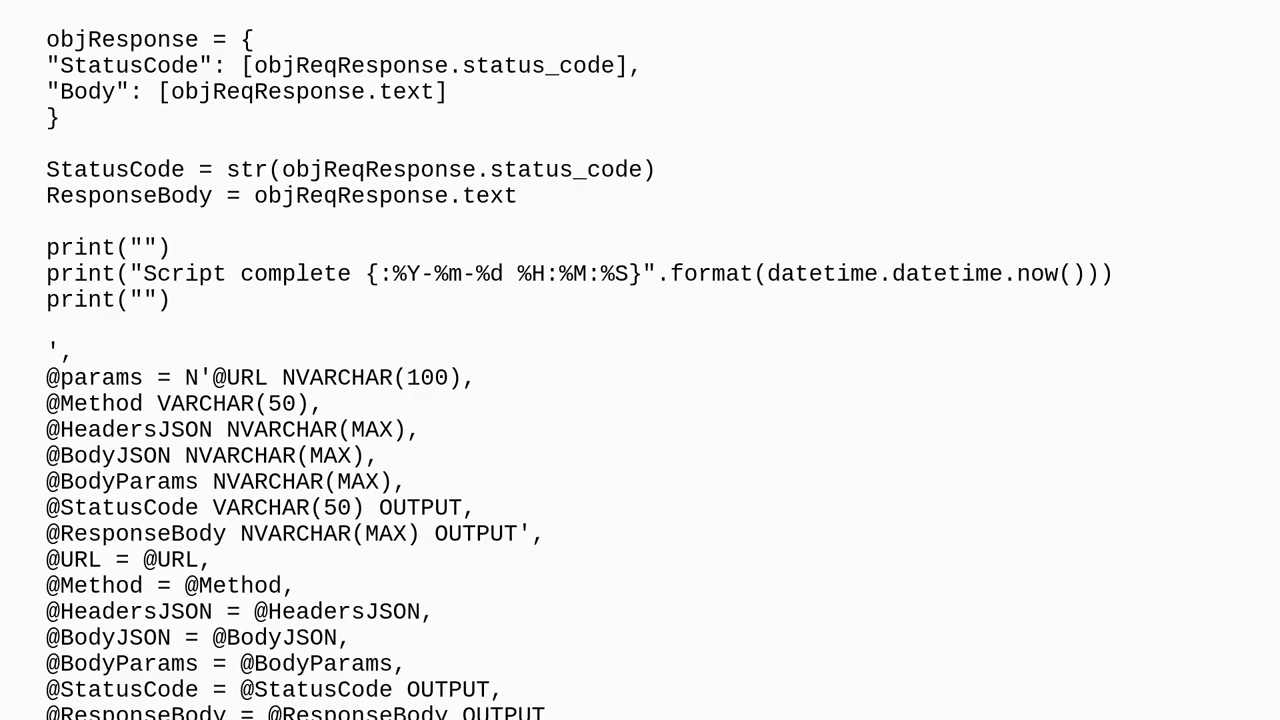 objResponse = {
"StatusCode": [objReqResponse.status_code],
"Body": [objReqResponse.text]
}
StatusCode = str(objReqResponse.status_code)
ResponseBody = objReqResponse.text
print("")
print("Script complete {:%Y-%m-%d %H:%M:%S}".format(datetime.datetime.now()))
print("")
',
@params = N'@URL NVARCHAR(100),
@Method VARCHAR(50),
@HeadersJSON NVARCHAR(MAX),
@BodyJSON NVARCHAR(MAX),
@BodyParams NVARCHAR(MAX),
@StatusCode VARCHAR(50) OUTPUT,
@ResponseBody NVARCHAR(MAX) OUTPUT',
@URL = @URL,
@Method = @Method,
@HeadersJSON = @HeadersJSON,
@BodyJSON = @BodyJSON,
@BodyParams = @BodyParams,
@StatusCode = @StatusCode OUTPUT,
@ResponseBody = @ResponseBody OUTPUT